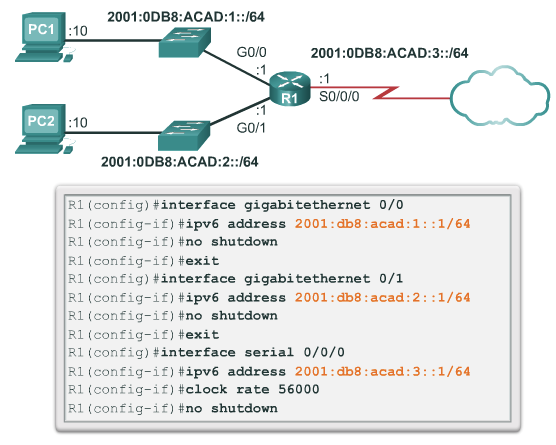 2001:0DB8:ACAD:1::/64
PC1
:10
G0/0
2001:0DB8:ACAD:3::/64
:1
:1
R1
S0/0/0
PC2
:10
:1
G0/1
2001:0DB8:ACAD:2::/64
R1(config)#interface gigabitethernet 0/0
R1(config-if)#ipv6 address 2001:db8:acad:1::1/64
R1(config-if)#no shutdown
R1(config-if)#exit
R1(config)#interface gigabitethernet 0/1
R1(config-if)#ipv6 address 2001:db8:acad:2::1/64
R1(config-if)#no shutdown
R1(config-if)#exit
R1(config)#interface serial 0/0/0
R1(config-if)#ipv6 address 2001:db8:acad:3::1/64
R1(config-if)#clock rate 56000
R1(config-if)#no shutdown